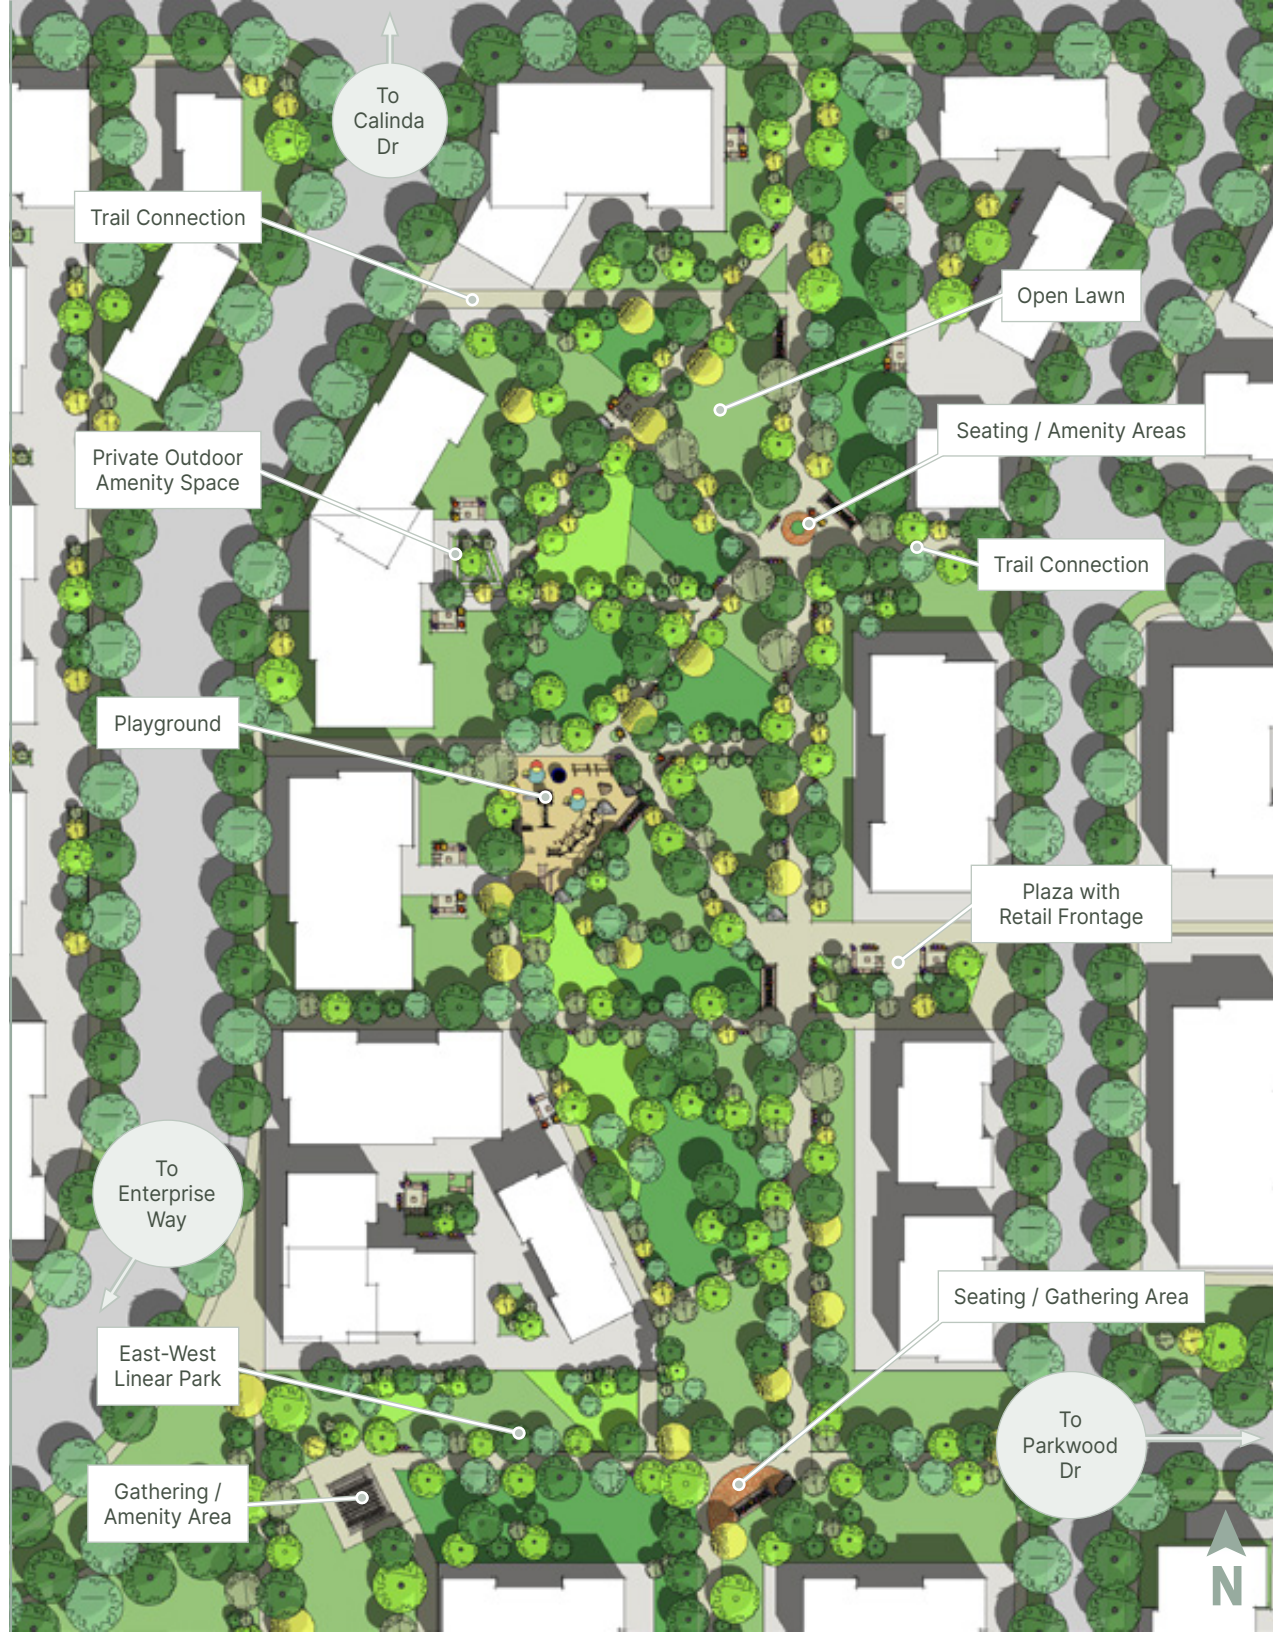 To
Calinda
Dr
Trail Connection
Open Lawn
Seating / Amenity Areas
Private Outdoor
Amenity Space
Trail Connection
Playground
Plaza with
Retail Frontage
To
Enterprise
Way
Seating / Gathering Area
East-West
Linear Park
To
Parkwood
Dr
Gathering /
Amenity Area
N